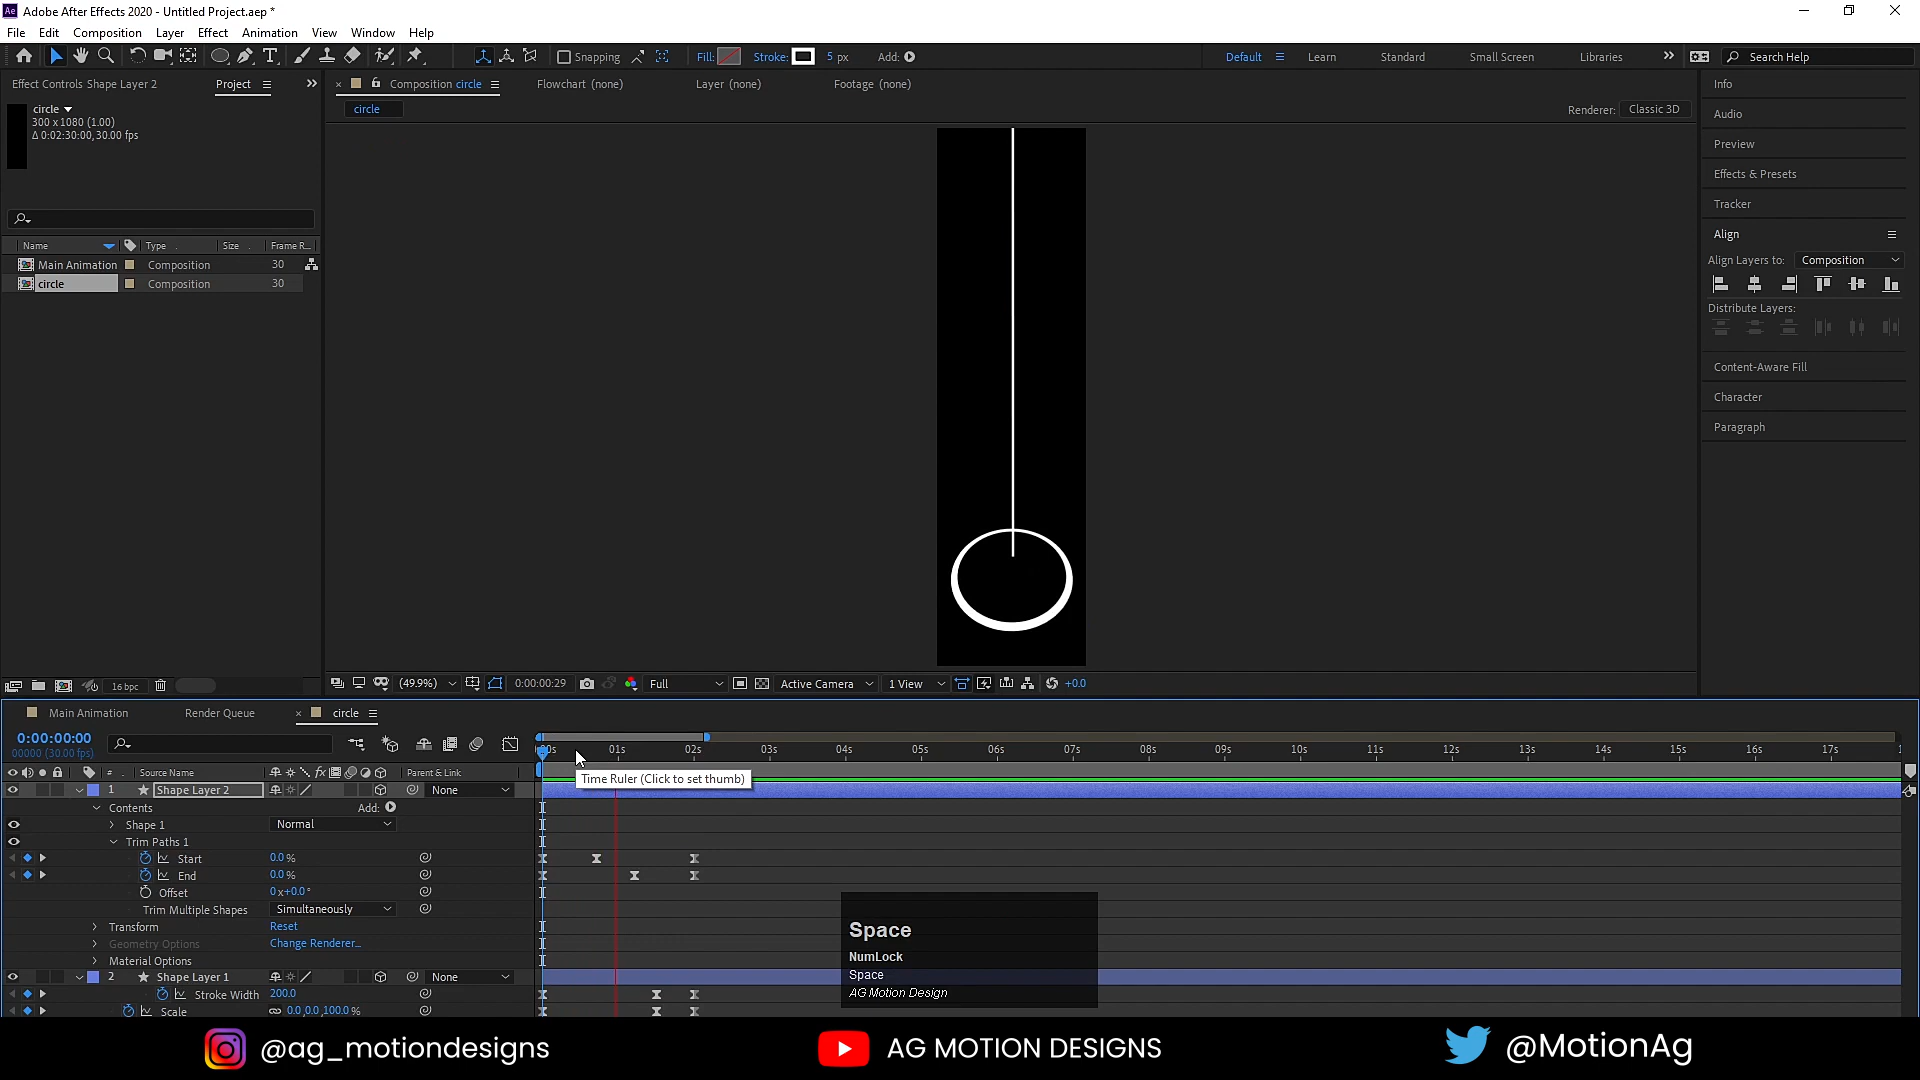 Ae Adobe After Effects 2020 - Untitled Project.aep *
File Edit Composition Layer Effect Animation View Window Help
Snapping Fill: Stroke: 5 px Add: Default Learn Standard Small Screen Libraries Search Help
Effect Controls Shape Layer 2 Project Composition circle Flowchart (none) Layer (none) Footage (none) Info
circle
300 x 1080 (1.00)
Δ 0:02:30:00, 30.00 fps
circle Renderer: Classic 3D
Audio
Preview
Effects & Presets
Tracker
Align
Align Layers to: Composition
Distribute Layers:
Content-Aware Fill
Character
Paragraph
Name Type Size Frame R...
Main Animation Composition 30
circle Composition 30
16 bpc (49.9%) 0:00:00:29 Full Active Camera 1 View +0.0
Main Animation Render Queue circle
0:00:00:00
00000 (30.00 fps)
00s 01s 02s 03s 04s 05s 06s 07s 08s 09s 10s 11s 12s 13s 14s 15s 16s 17s
# Source Name fx Parent & Link
Time Ruler (Click to set thumb)
1 Shape Layer 2 None
Contents Add:
Shape 1 Normal
Trim Paths 1
Start 0.0 %
End 0.0 %
Offset 0x+0.0°
Trim Multiple Shapes Simultaneously
Transform Reset
Geometry Options Change Renderer...
Material Options
2 Shape Layer 1 None
Stroke Width 200.0
Scale 0.0,0.0,100.0 %
Space
NumLock
Space
AG Motion Design
@ag_motiondesigns AG MOTION DESIGNS @MotionAg